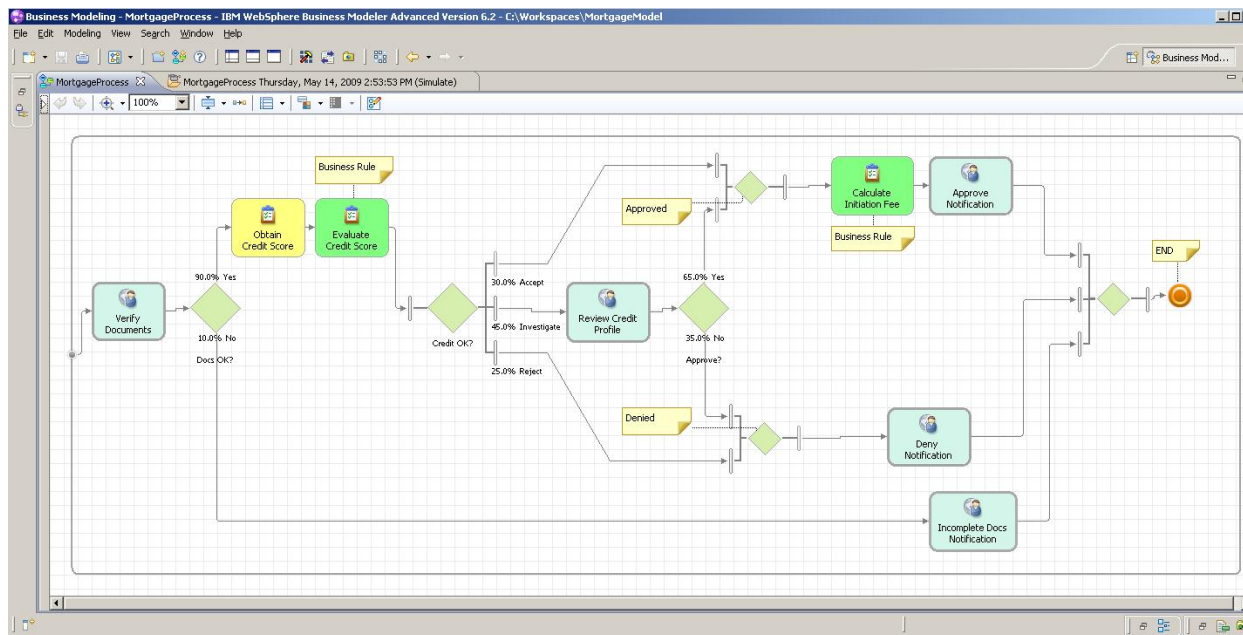 Business Modeling - MortgageProcess - IBM WebSphere Business Modeler Advanced Version 6.2 - C:\Workspaces\MortgageModel
File Edit Modeling View Search Window Help
Business Mod...
MortgageProcess
MortgageProcess Thursday, May 14, 2009 2:53:53 PM (Simulate)
100%
Business Rule
Obtain
Credit Score
Evaluate
Credit Score
Approved
Calculate
Initiation Fee
Approve
Notification
Business Rule
END
90.0% Yes
30.0% Accept
65.0% Yes
Verify
Documents
Review Credit
Profile
10.0% No
45.0% Investigate
35.0% No
Credit OK?
Docs OK?
Approve?
25.0% Reject
Denied
Deny
Notification
Incomplete Docs
Notification